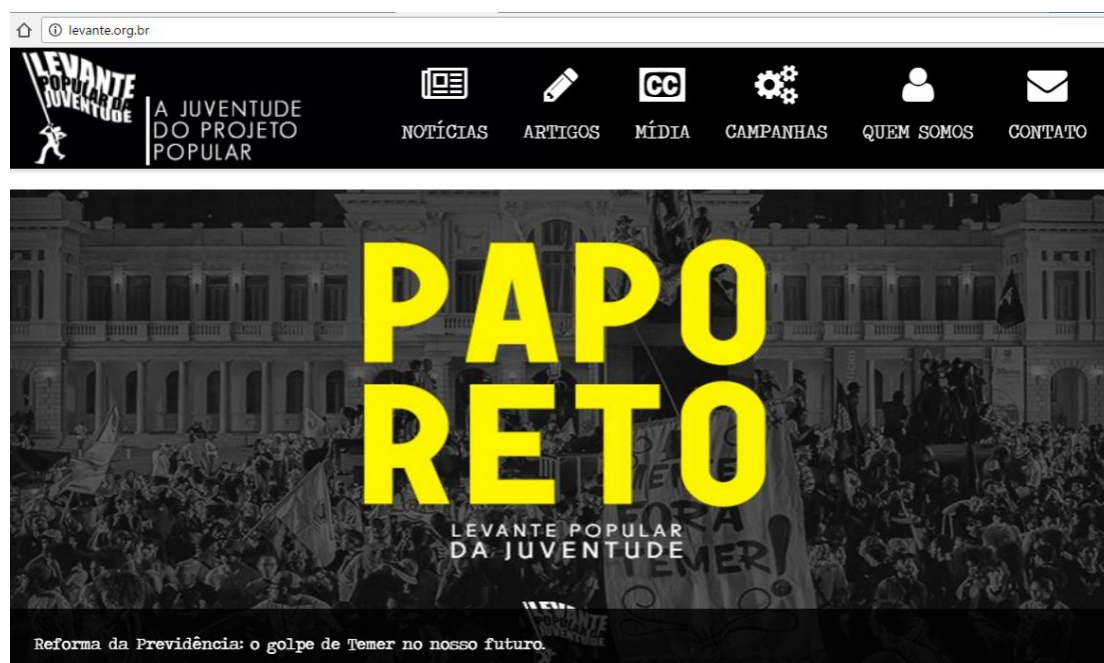 levante.org.br
LEVANTE
POPULAR DA
JUVENTUDE
A JUVENTUDE
DO PROJETO
POPULAR
NOTÍCIAS
ARTIGOS
MÍDIA
CAMPANHAS
QUEM SOMOS
CONTATO
CC
PAPO
RETO
LEVANTE POPULAR
DA JUVENTUDE
FORA
TEMER!
Reforma da Previdência: o golpe de Temer no nosso futuro.